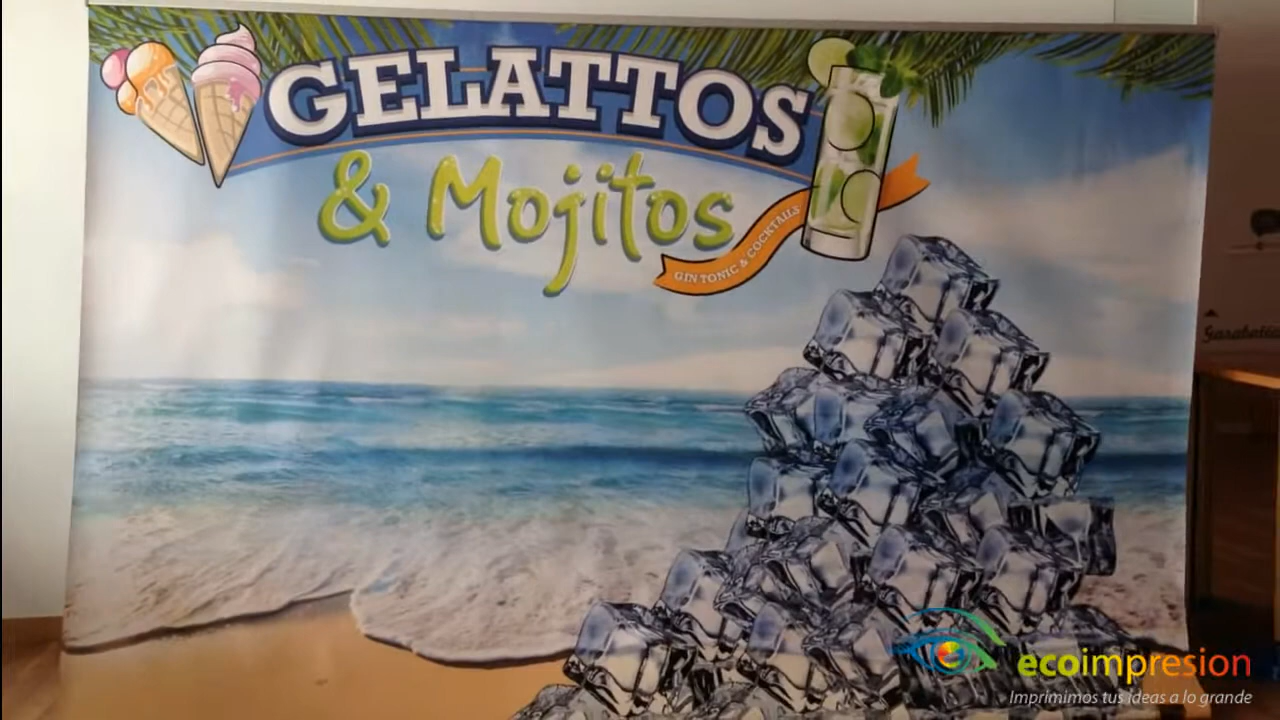 GELATTOS
& Mojitos
GIN TONIC & COCKTAILS
ecoimpresion
Imprimimos tus ideas a lo grande